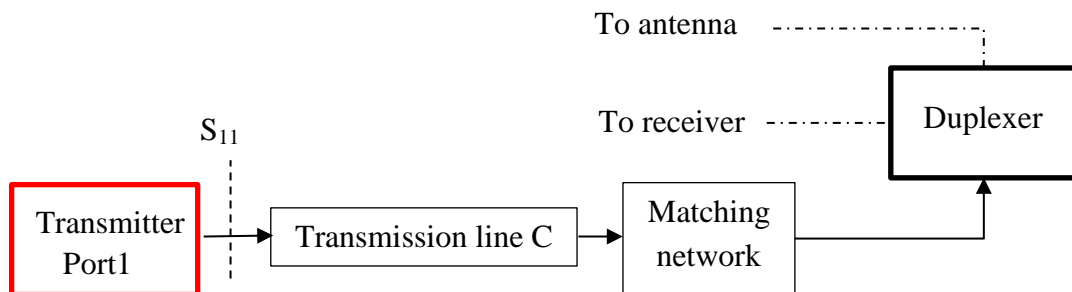 To antenna
To receiver
Duplexer
S₁₁
Transmitter
Port1
Transmission line C
Matching
network